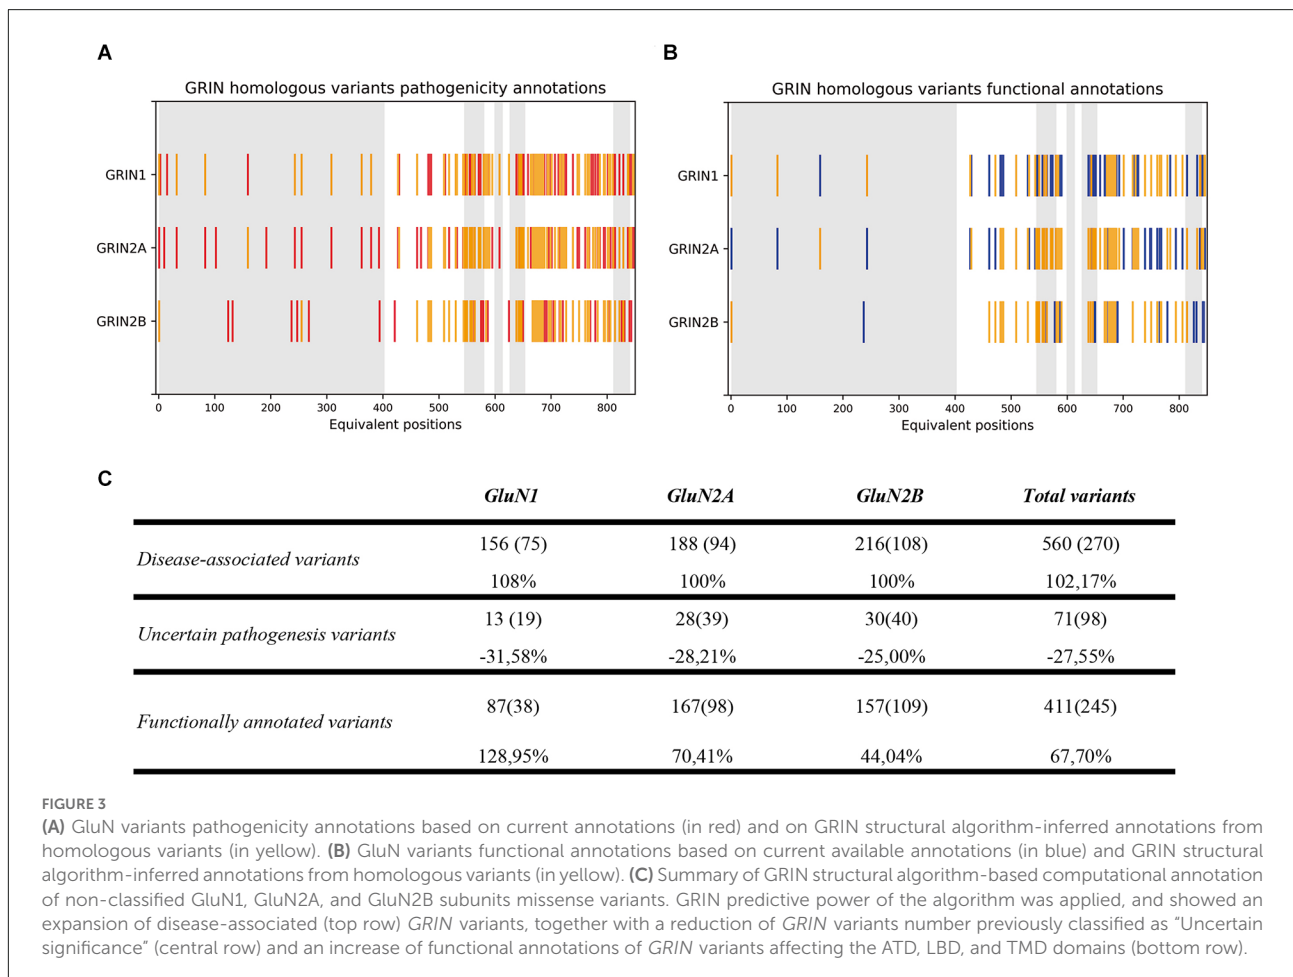 A
B
GRIN homologous variants pathogenicity annotations
GRIN homologous variants functional annotations
GRIN1
GRIN2A
GRIN2B
0 100 200 300 400 500 600 700 800
Equivalent positions
GRIN1
GRIN2A
GRIN2B
0 100 200 300 400 500 600 700 800
Equivalent positions
C
GluN1 GluN2A GluN2B Total variants
Disease-associated variants
156 (75) 188 (94) 216(108) 560 (270)
108% 100% 100% 102,17%
Uncertain pathogenesis variants
13 (19) 28(39) 30(40) 71(98)
-31,58% -28,21% -25,00% -27,55%
Functionally annotated variants
87(38) 167(98) 157(109) 411(245)
128,95% 70,41% 44,04% 67,70%
FIGURE 3
(A) GluN variants pathogenicity annotations based on current annotations (in red) and on GRIN structural algorithm-inferred annotations from
homologous variants (in yellow). (B) GluN variants functional annotations based on current available annotations (in blue) and GRIN structural
algorithm-inferred annotations from homologous variants (in yellow). (C) Summary of GRIN structural algorithm-based computational annotation
of non-classified GluN1, GluN2A, and GluN2B subunits missense variants. GRIN predictive power of the algorithm was applied, and showed an
expansion of disease-associated (top row) GRIN variants, together with a reduction of GRIN variants number previously classified as “Uncertain
significance” (central row) and an increase of functional annotations of GRIN variants affecting the ATD, LBD, and TMD domains (bottom row).